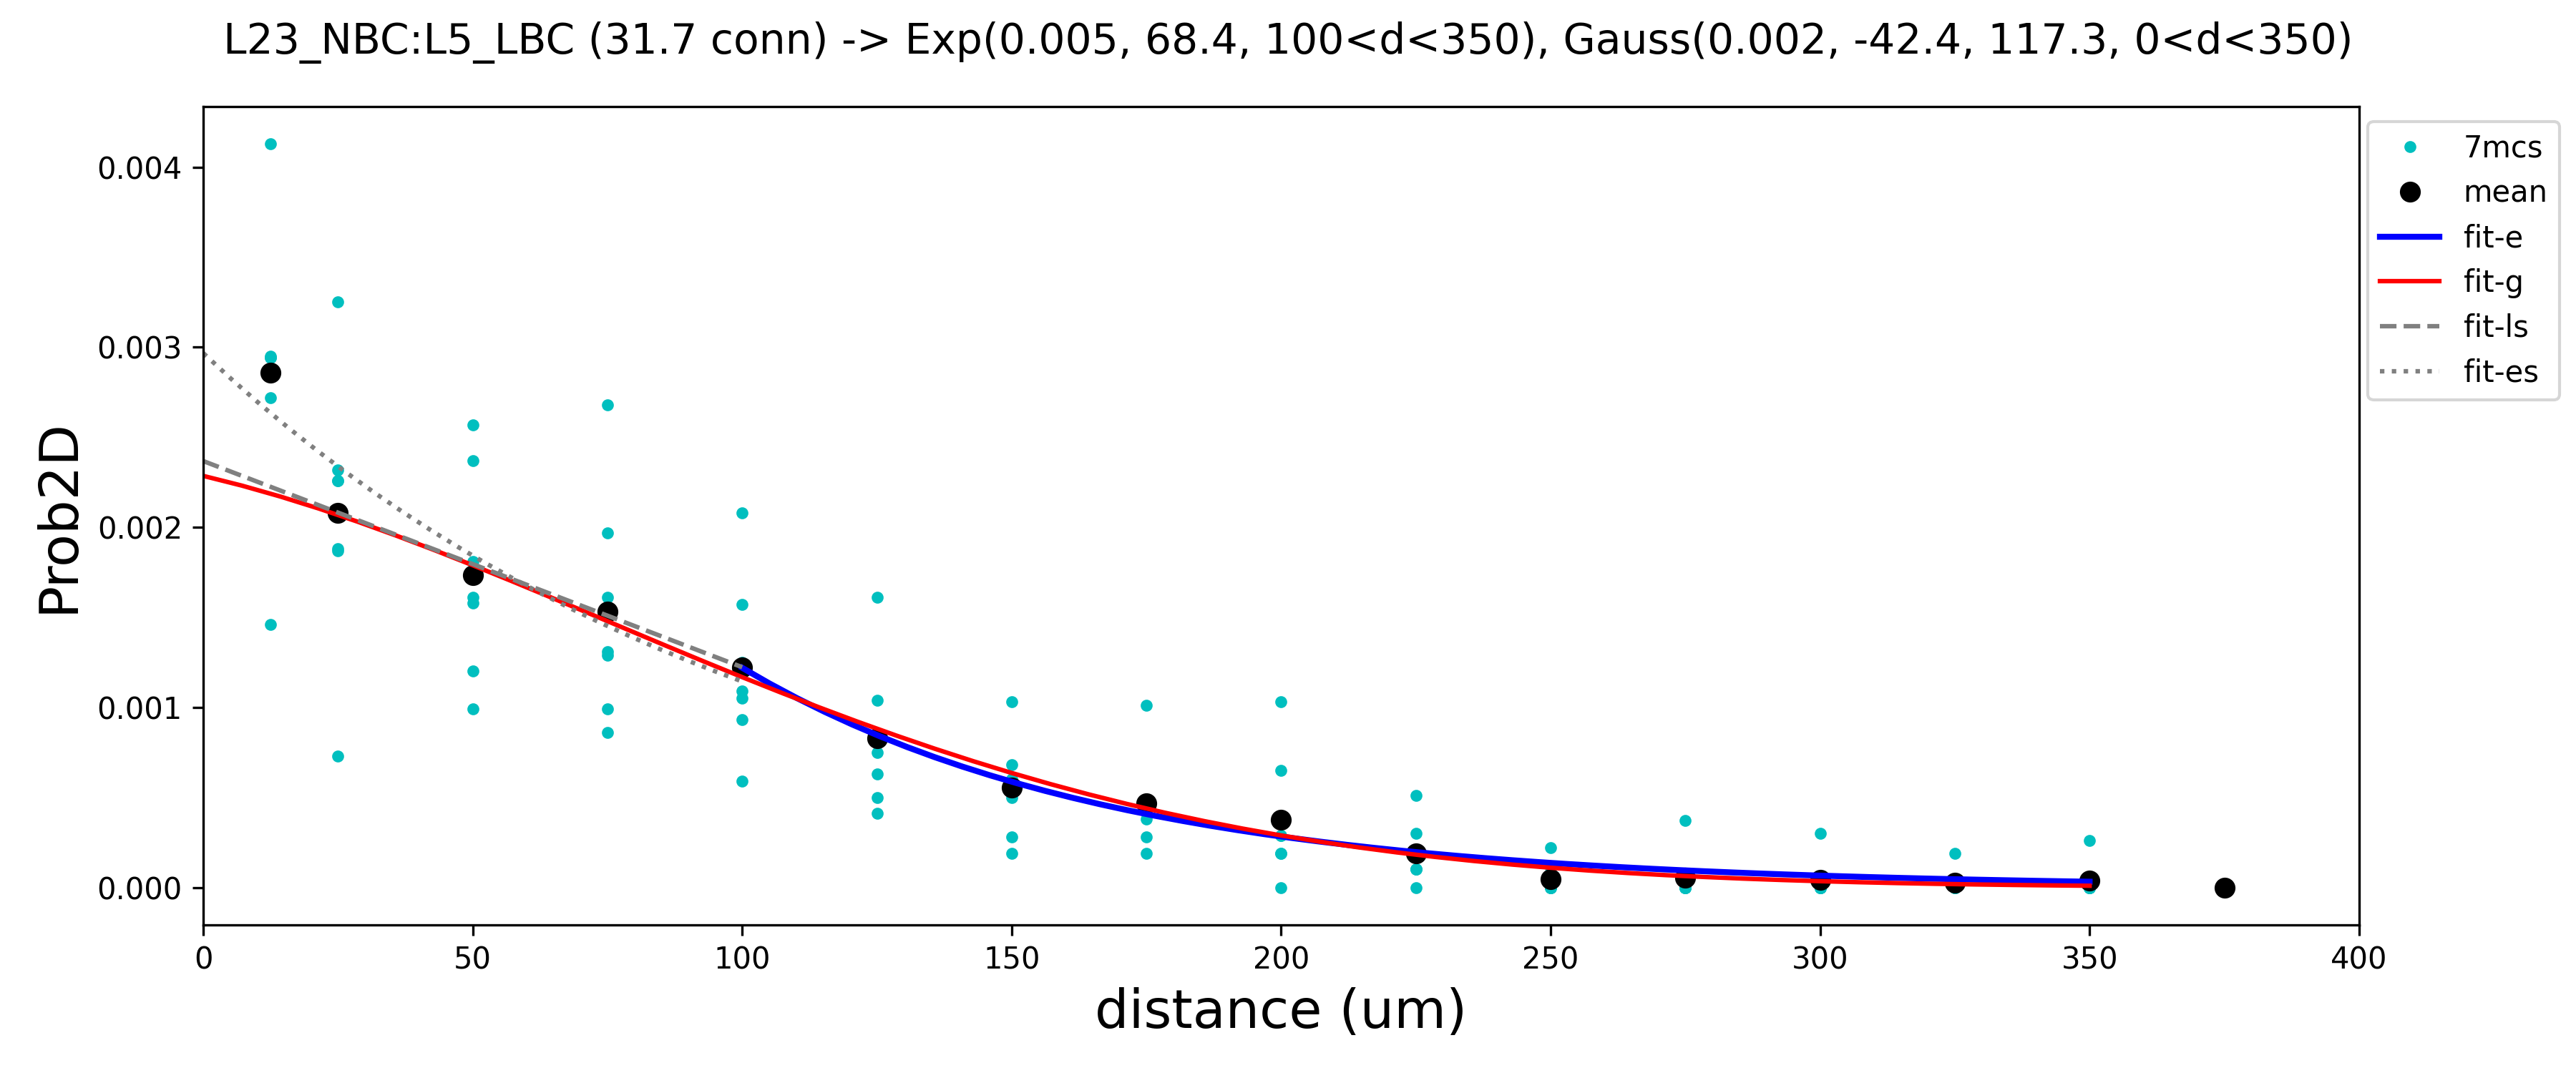 L23_NBC:L5_LBC (31.7 conn) -> Exp(0.005, 68.4, 100<d<350), Gauss(0.002, -42.4, 117.3, 0<d<350)
0.004
0.003
0.002
0.001
0.000
Prob2D
0 50 100 150 200 250 300 350 400
distance (um)
7mcs
mean
fit-e
fit-g
fit-ls
fit-es